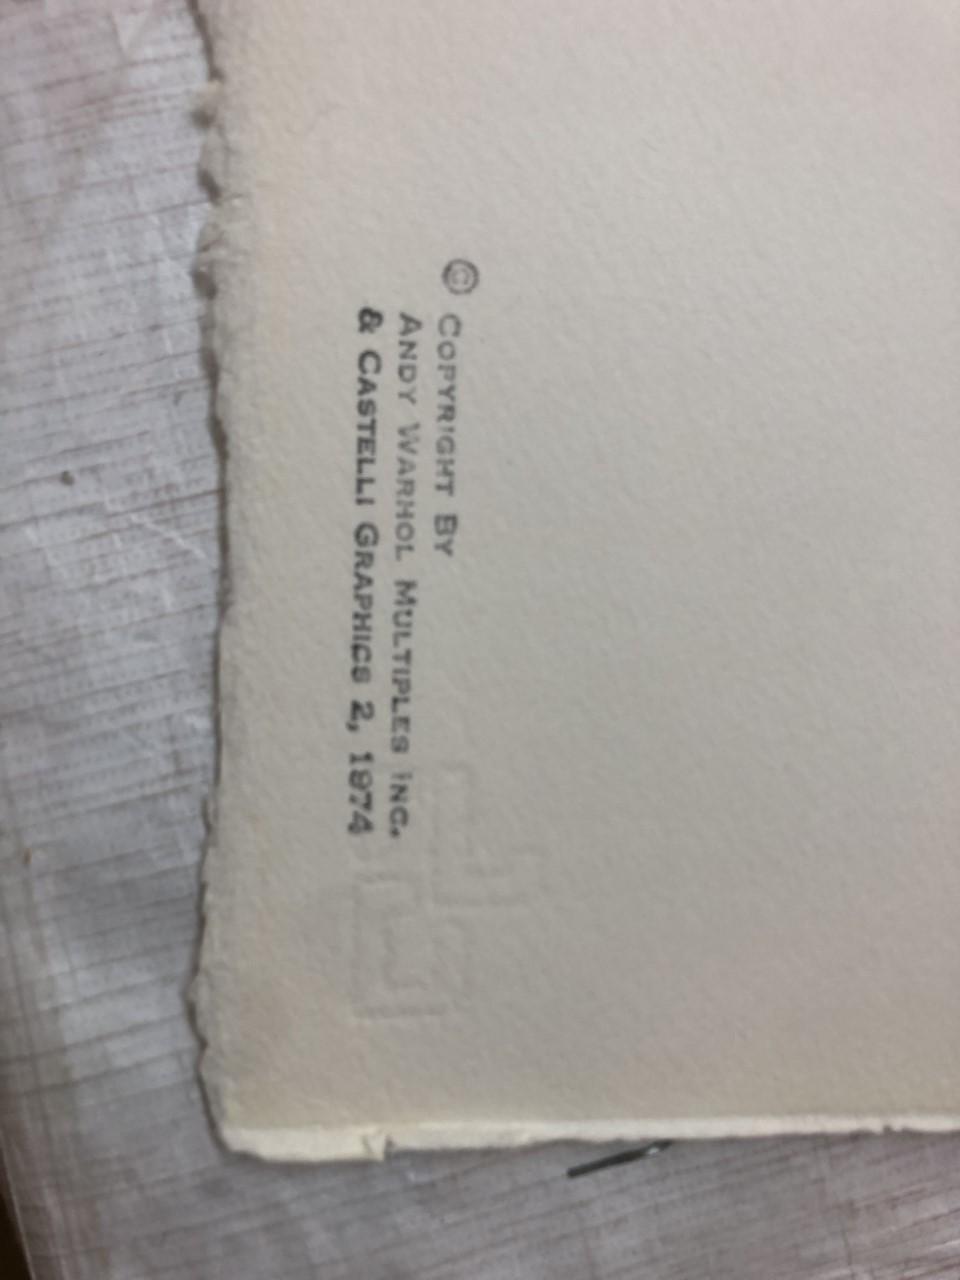 © COPYRIGHT BY
ANDY WARHOL MULTIPLES INC.
& CASTELLI GRAPHICS 2, 1974